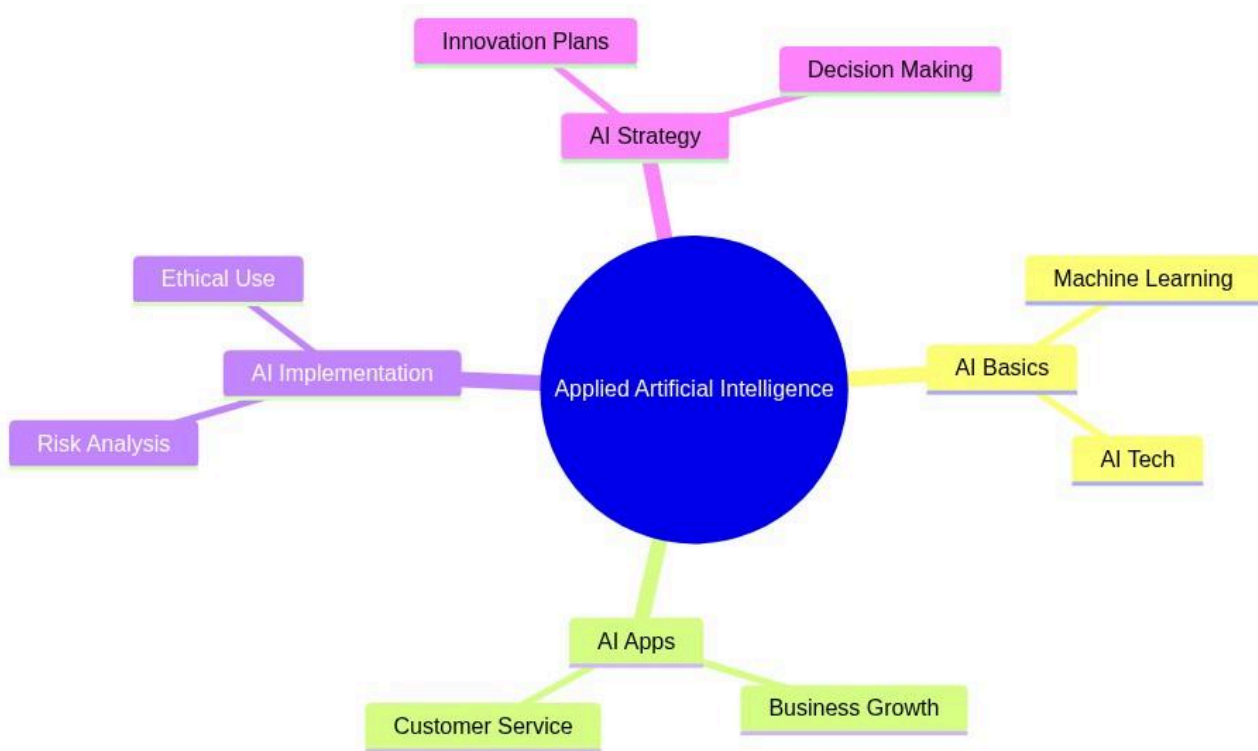 Innovation Plans
Decision Making
AI Strategy
Ethical Use
Machine Learning
AI Implementation
Applied Artificial Intelligence
AI Basics
Risk Analysis
AI Tech
AI Apps
Customer Service
Business Growth